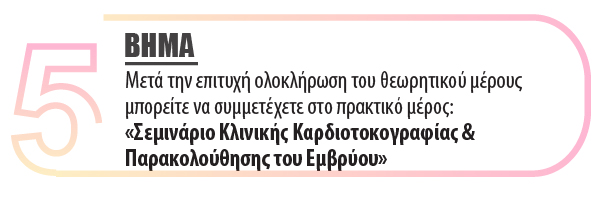 5
ΒΗΜΑ
Μετά την επιτυχή ολοκλήρωση του θεωρητικού μέρους
μπορείτε να συμμετέχετε στο πρακτικό μέρος:
«Σεμινάριο Κλινικής Καρδιοτοκογραφίας &
Παρακολούθησης του Εμβρύου»